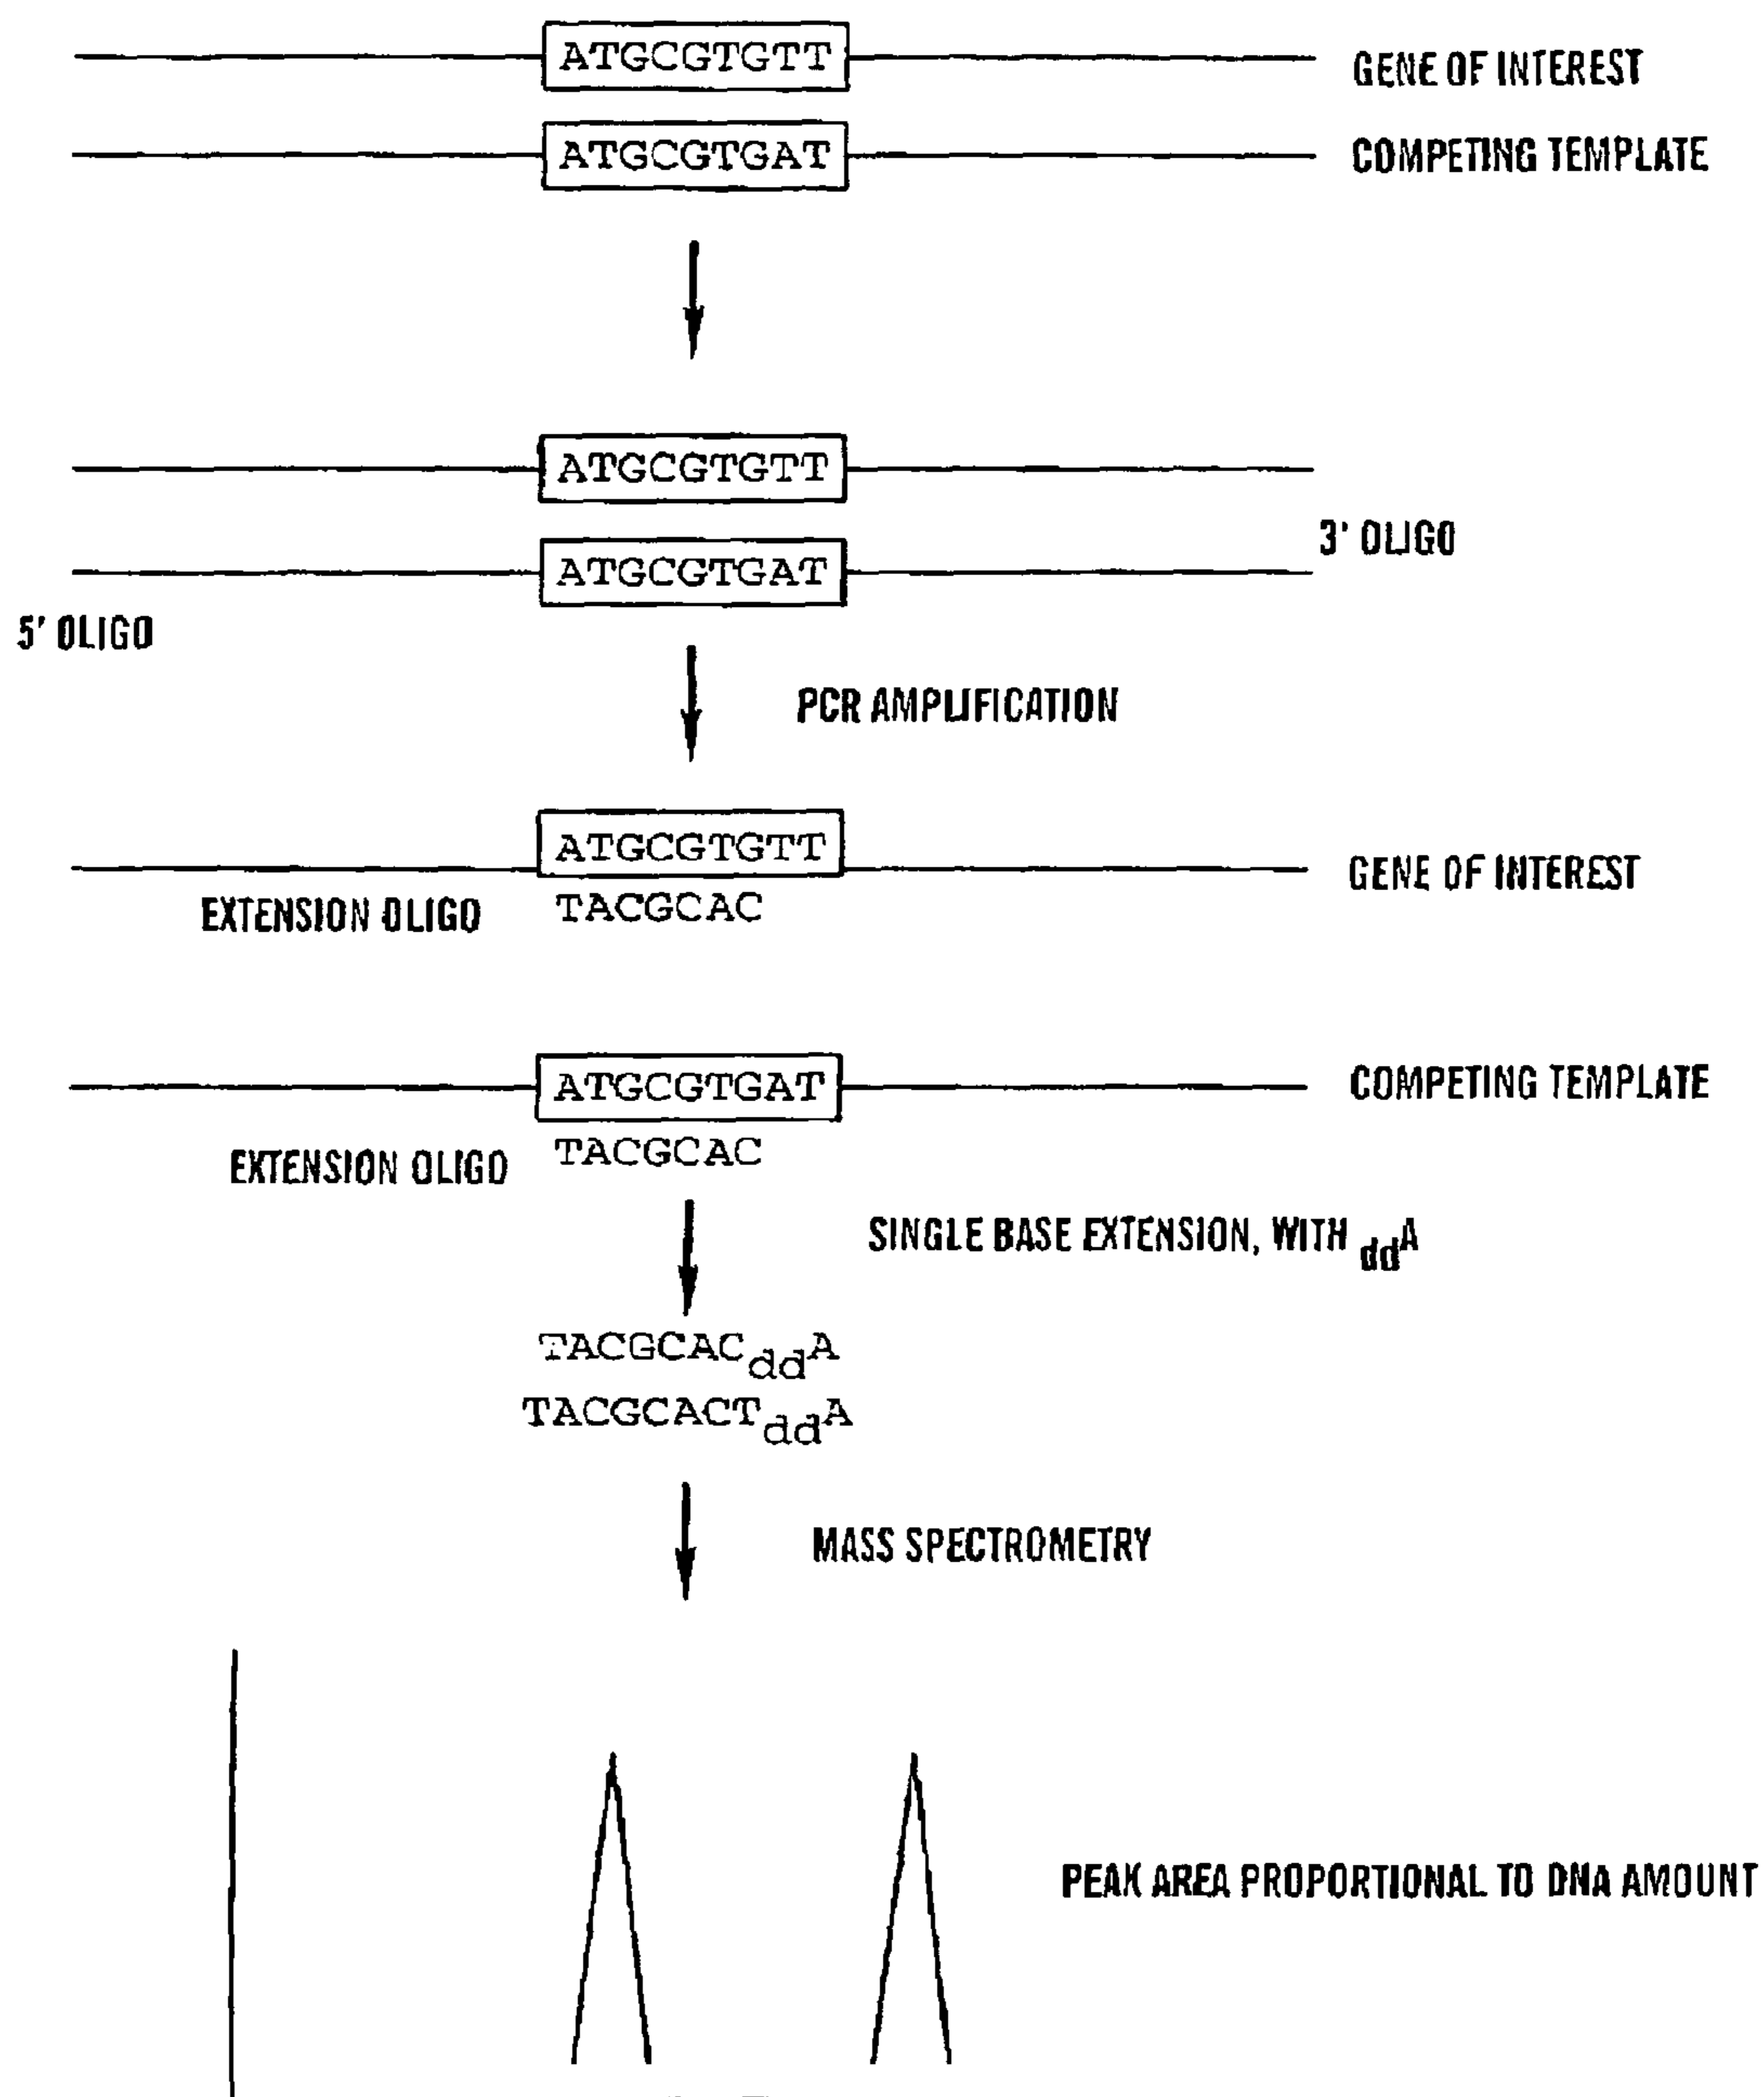 ATGCGTGTT GENE OF INTEREST
ATGCGTGAT COMPETING TEMPLATE
ATGCGTGTT
3' OLIGO
ATGCGTGAT
5' OLIGO
PCR AMPLIFICATION
ATGCGTGTT GENE OF INTEREST
EXTENSION OLIGO TACGCAC
ATGCGTGAT COMPETING TEMPLATE
EXTENSION OLIGO TACGCAC
SINGLE BASE EXTENSION, WITH ddA
TACGCACddA
TACGCACTddA
MASS SPECTROMETRY
PEAK AREA PROPORTIONAL TO DNA AMOUNT